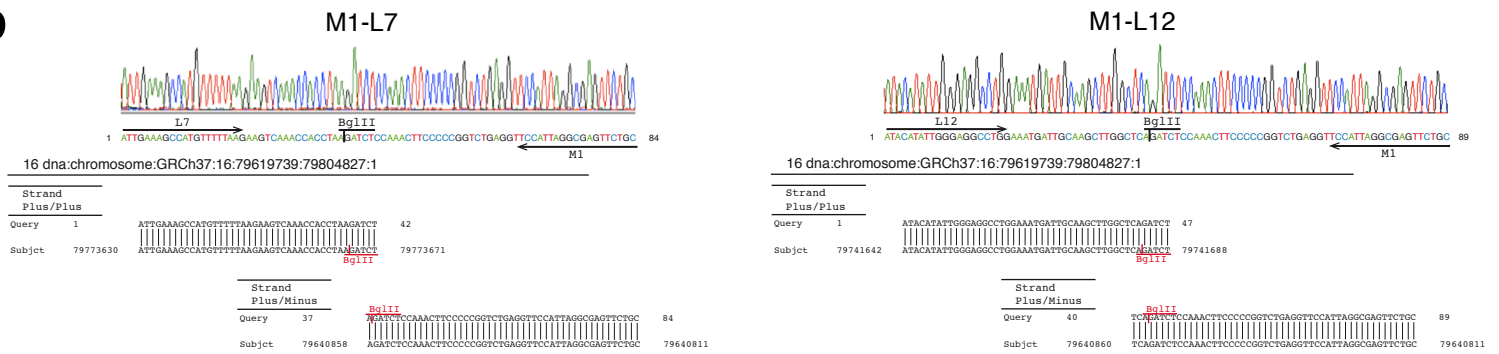 M1-L7
L7
BglII
1 ATTGAAAGCCATGTTTTTAAGAAGTCAAACCACCTAAGATCTCCAAACTTCCCCCGGTCTGAGGTTCCATTAGGCGAGTTCTGC 84
M1
16 dna:chromosome:GRCh37:16:79619739:79804827:1
Strand
Plus/Plus
Query 1 ATTGAAAGCCATGTTTTTAAGAAGTCAAACCACCTAAGATCT 42
Subjct 79773630 ATTGAAAGCCATGTTTTTAAGAAGTCAAACCACCTAAGATCT 79773671
BglII
Strand
Plus/Minus
BglII
Query 37 AGATCTCCAAACTTCCCCCGGTCTGAGGTTCCATTAGGCGAGTTCTGC 84
Subjct 79640858 AGATCTCCAAACTTCCCCCGGTCTGAGGTTCCATTAGGCGAGTTCTGC 79640811
M1-L12
L12
BglII
1 ATACATATTGGGAGGCCTGGAAATGATTGCAAGCTTGGCTCAGATCTCCAAACTTCCCCCGGTCTGAGGTTCCATTAGGCGAGTTCTGC 89
M1
16 dna:chromosome:GRCh37:16:79619739:79804827:1
Strand
Plus/Plus
Query 1 ATACATATTGGGAGGCCTGGAAATGATTGCAAGCTTGGCTCAGATCT 47
Subjct 79741642 ATACATATTGGGAGGCCTGGAAATGATTGCAAGCTTGGCTCAGATCT 79741688
BglII
Strand
Plus/Minus
BglII
Query 40 TCAGATCTCCAAACTTCCCCCGGTCTGAGGTTCCATTAGGCGAGTTCTGC 89
Subjct 79640860 TCAGATCTCCAAACTTCCCCCGGTCTGAGGTTCCATTAGGCGAGTTCTGC 79640811